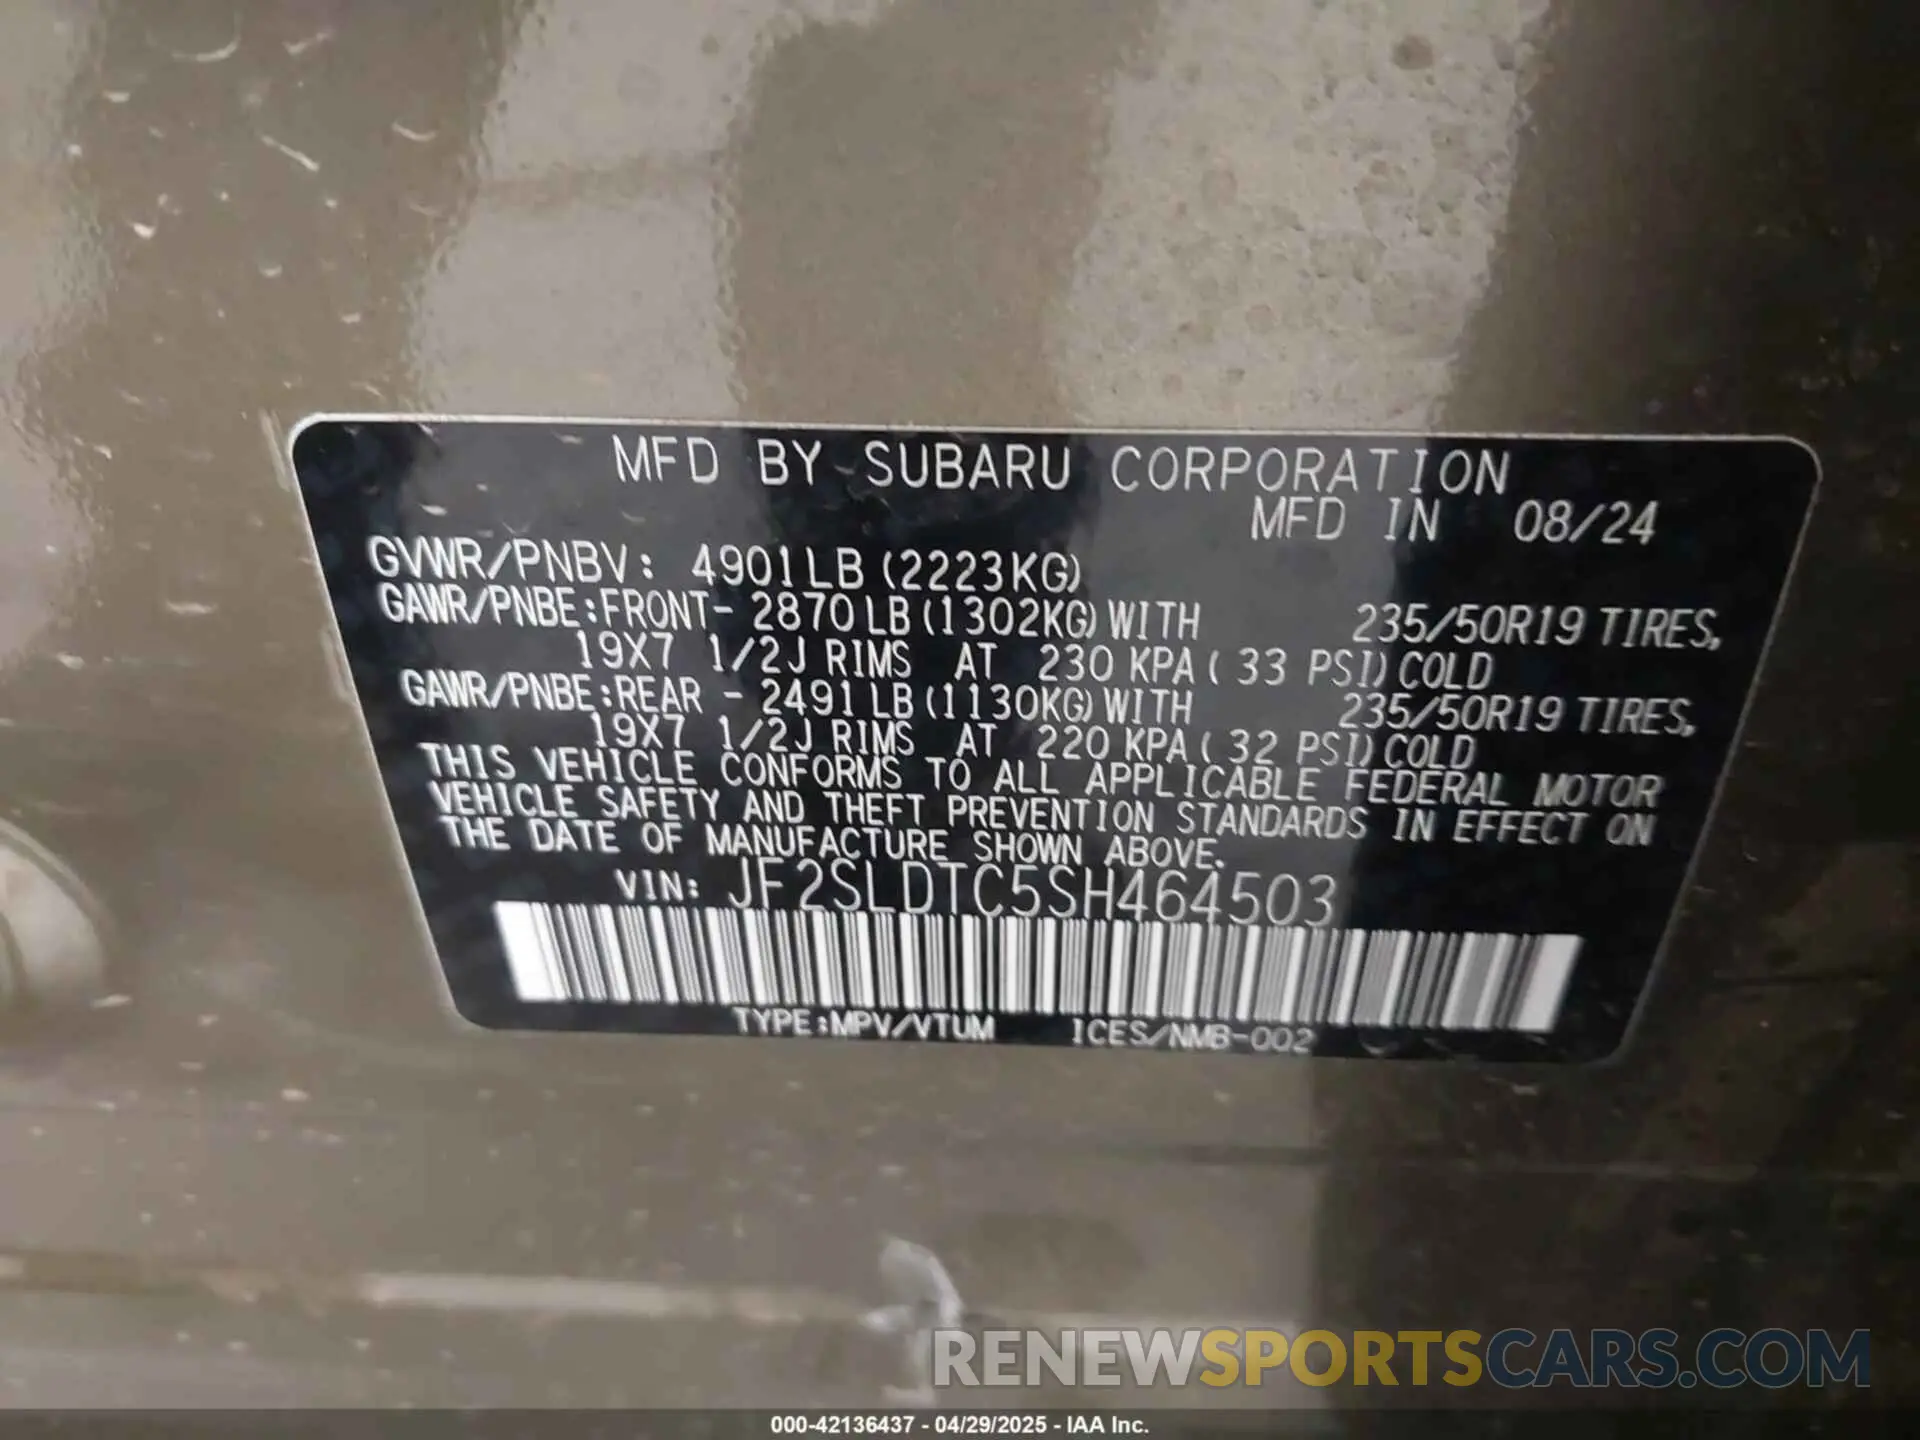 MFD BY SUBARU CORPORATION
MFD IN 08/24
GVWR/PNBV: 4901LB (2223KG)
GAWR/PNBE:FRONT- 2870LB(1302KG)WITH 235/50R19 TIRES,
19X7 1/2J RIMS AT 230 KPA( 33 PSI)COLD
GAWR/PNBE:REAR - 2491LB(1130KG)WITH 235/50R19 TIRES,
19X7 1/2J RIMS AT 220 KPA( 32 PSI)COLD
THIS VEHICLE CONFORMS TO ALL APPLICABLE FEDERAL MOTOR
VEHICLE SAFETY AND THEFT PREVENTION STANDARDS IN EFFECT ON
THE DATE OF MANUFACTURE SHOWN ABOVE.
VIN: JF2SLDTC5SH464503
TYPE:MPV/VTUM ICES/NMB-002
RENEWSPORTSCARS.COM
000-42136437 - 04/29/2025 - IAA Inc.